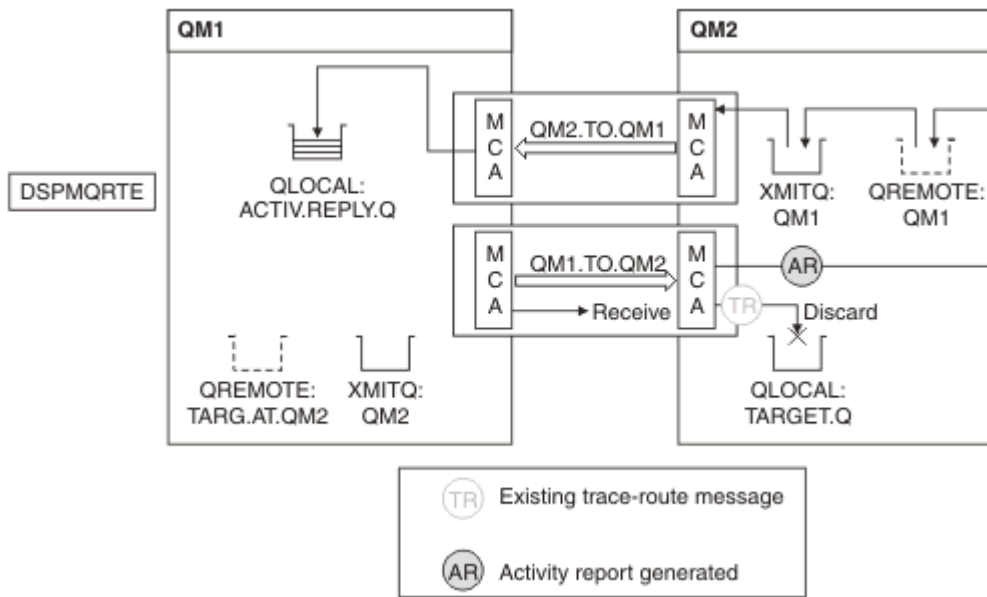 QM1
QM2
DSPMQRTE
QLOCAL:
ACTIV.REPLY.Q
M
C
A
QM2.TO.QM1
M
C
A
XMITQ:
QM1
QREMOTE:
QM1
M
C
A
QM1.TO.QM2
Receive
M
C
A
AR
TR
Discard
QREMOTE:
TARG.AT.QM2
XMITQ:
QM2
QLOCAL:
TARGET.Q
TR Existing trace-route message
AR Activity report generated